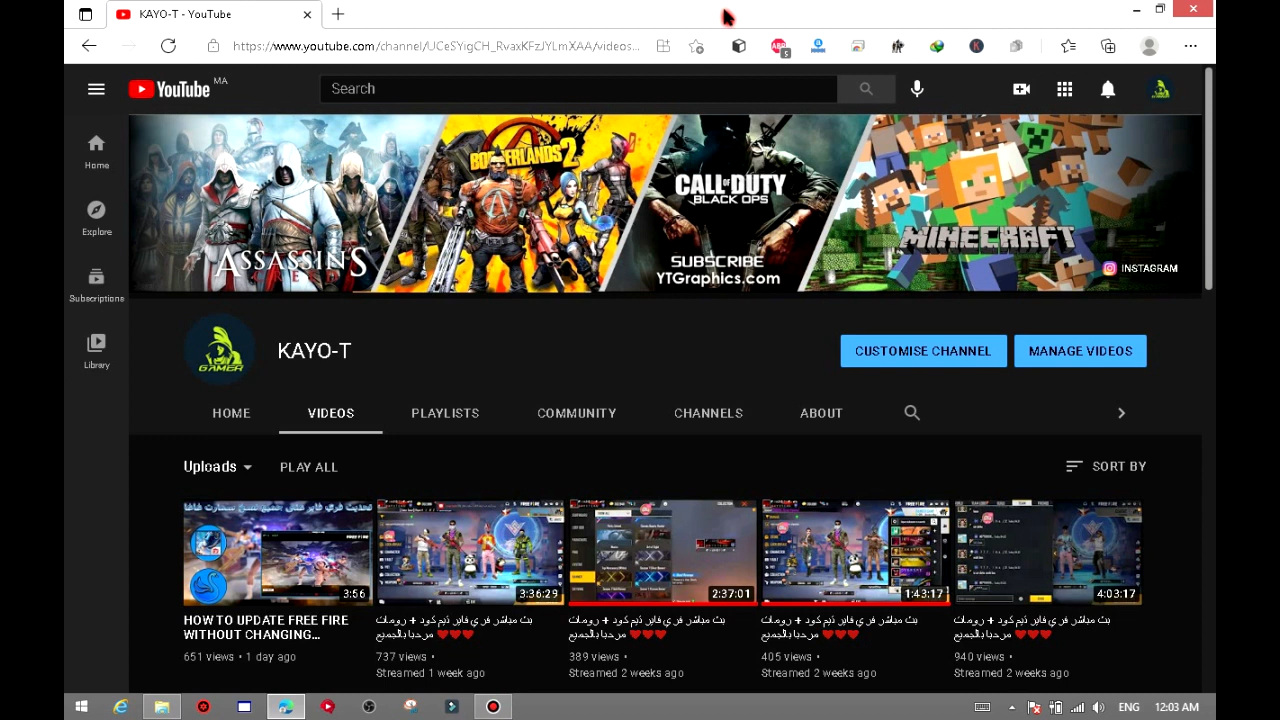 KAYO-T - YouTube
https://www.youtube.com/channel/UCeSYigCH_RvaxKFzJYLmXAA/videos...
YouTube MA
Search
Home
Explore
Subscriptions
Library
ASSASSINS
BORDERLANDS 2
CALL OF DUTY
BLACK OPS
SUBSCRIBE
YTGraphics.com
MINECRAFT
INSTAGRAM
GAMER
KAYO-T
CUSTOMISE CHANNEL
MANAGE VIDEOS
HOME
VIDEOS
PLAYLISTS
COMMUNITY
CHANNELS
ABOUT
Uploads
PLAY ALL
SORT BY
3:56
3:36:29
2:37:01
1:43:17
4:03:17
HOW TO UPDATE FREE FIRE
WITHOUT CHANGING...
651 views • 1 day ago
بث مباشر فري فاير تيم كود + رومات
مرحبا بالجميع ❤❤❤
737 views •
Streamed 1 week ago
بث مباشر فري فاير تيم كود + رومات
مرحبا بالجميع ❤❤❤
389 views •
Streamed 2 weeks ago
بث مباشر فري فاير تيم كود + رومات
مرحبا بالجميع ❤❤❤
405 views •
Streamed 2 weeks ago
بث مباشر فري فاير تيم كود + رومات
مرحبا بالجميع ❤❤❤
940 views •
Streamed 2 weeks ago
ENG
12:03 AM